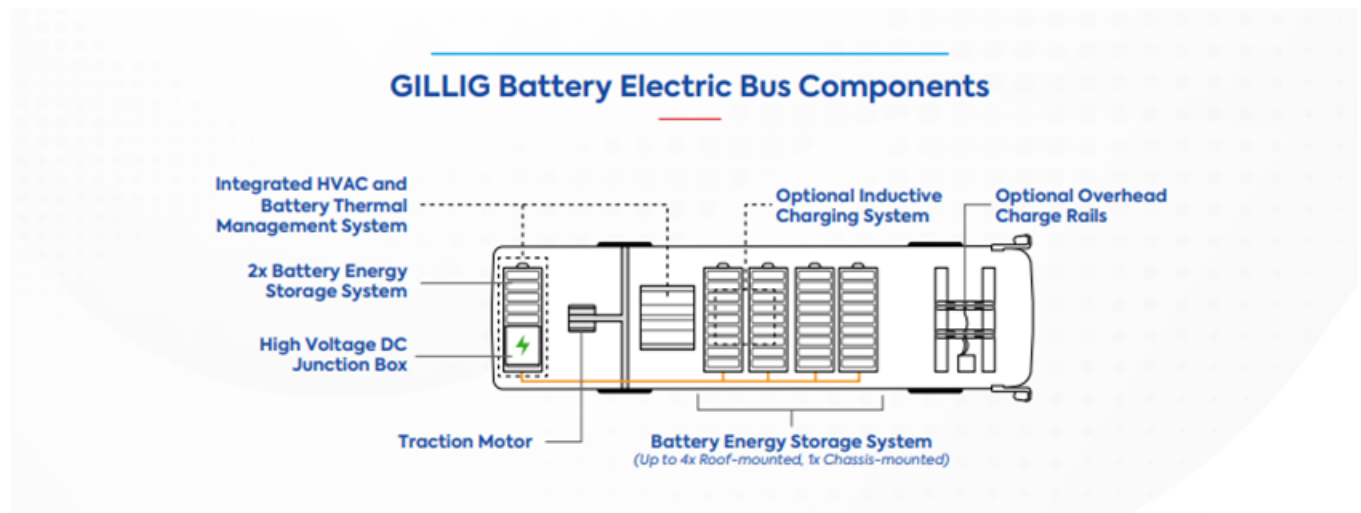 GILLIG Battery Electric Bus Components
Integrated HVAC and
Battery Thermal
Management System
2x Battery Energy
Storage System
High Voltage DC
Junction Box
Traction Motor
Optional Inductive
Charging System
Optional Overhead
Charge Rails
Battery Energy Storage System
(Up to 4x Roof-mounted, 1x Chassis-mounted)